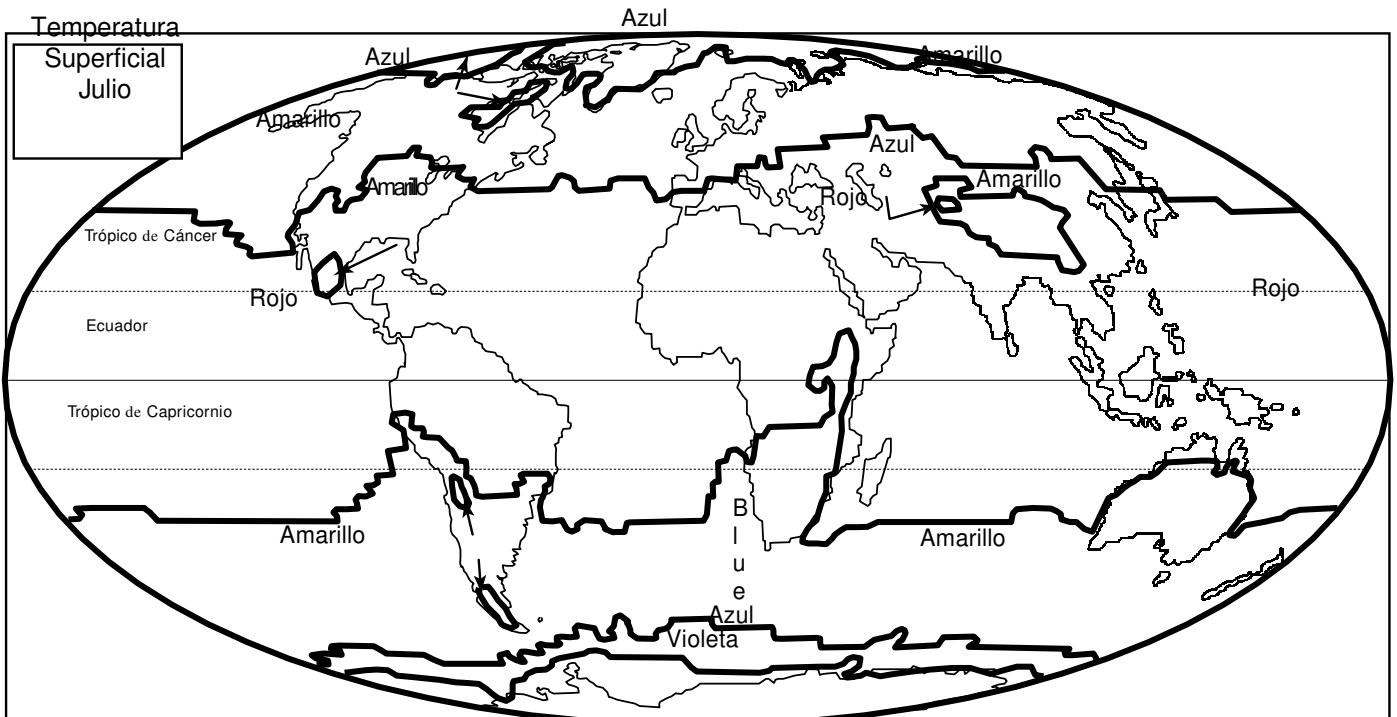 Azul
Temperatura
Superficial
Julio
Azul
Amarillo
Amarillo
Azul
Amarillo
Amarillo
Rojo
Trópico de Cáncer
Rojo
Rojo
Ecuador
Trópico de Capricornio
Amarillo
B
l
u
e
Amarillo
Azul
Violeta